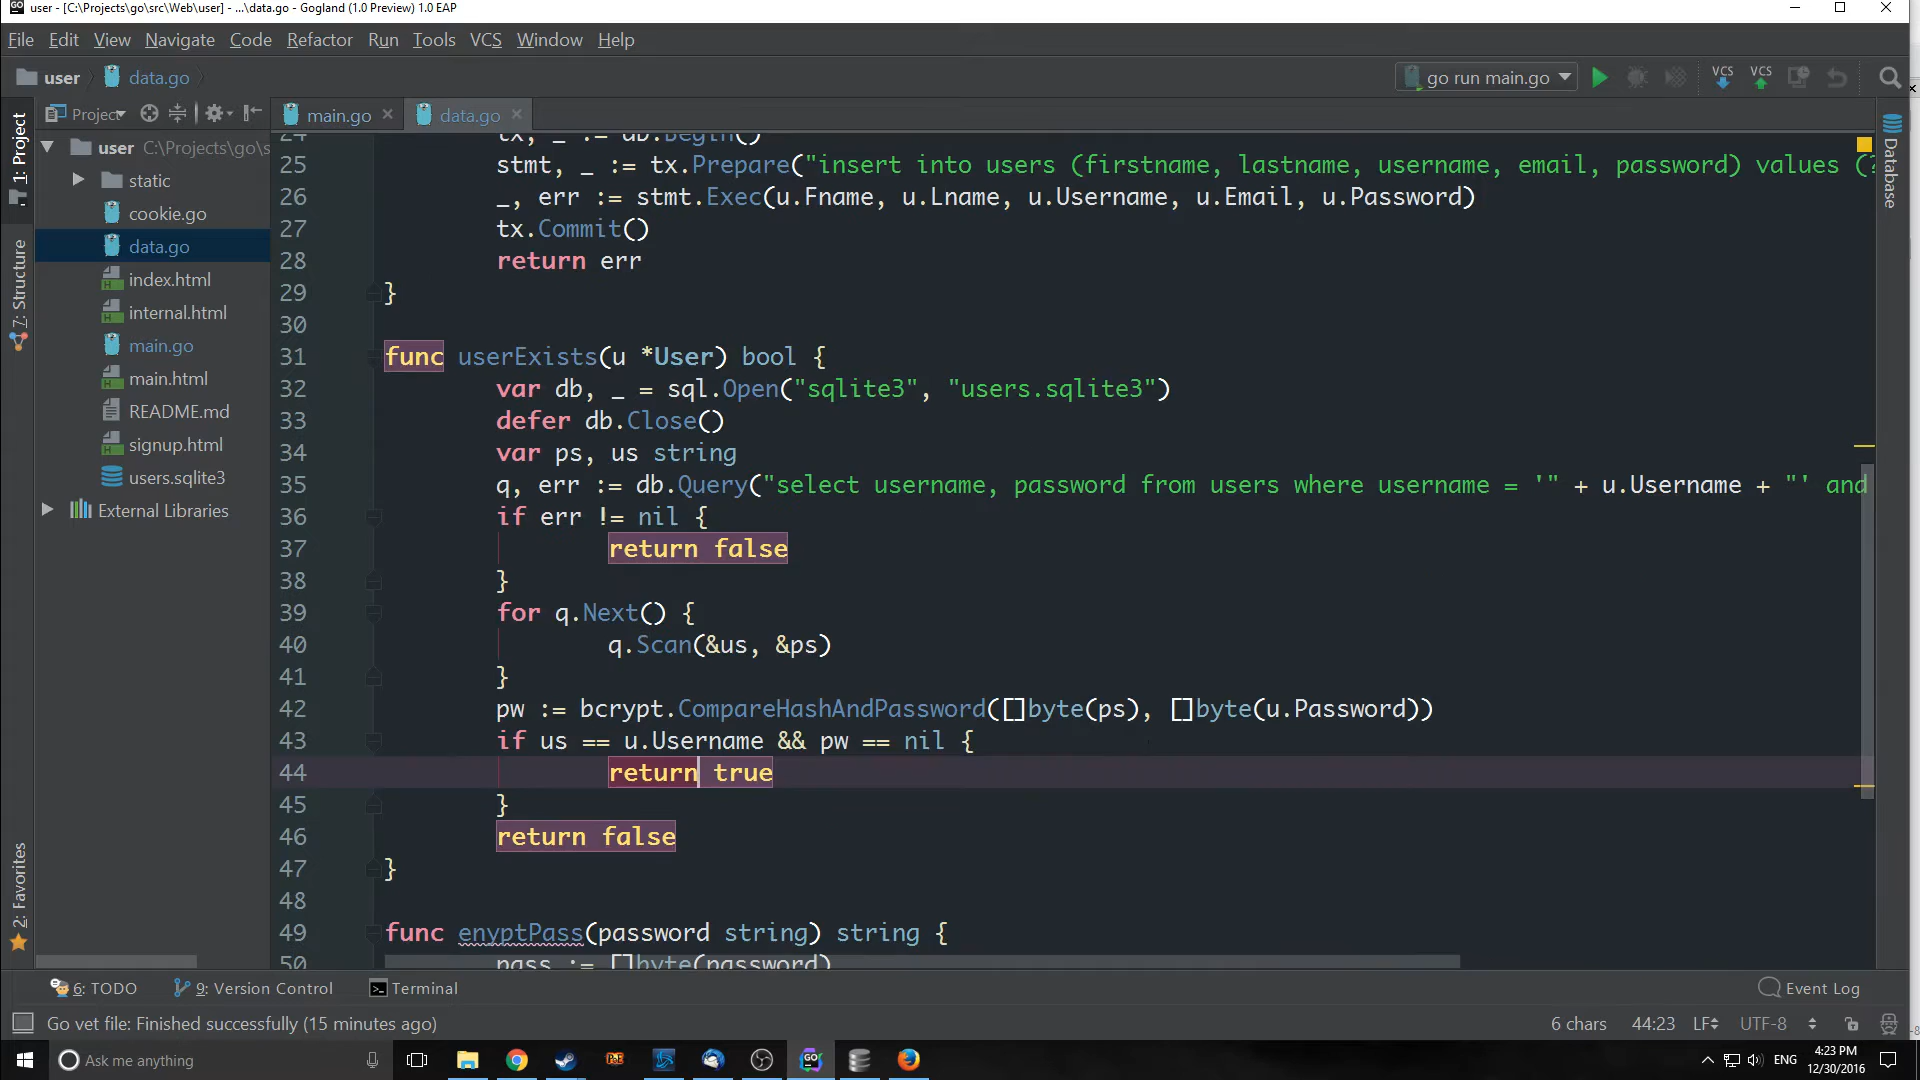 user - [C:\Projects\go\src\Web\user] - ...\data.go - Gogland (1.0 Preview) 1.0 EAP
File Edit View Navigate Code Refactor Run Tools VCS Window Help
user data.go
go run main.go
VCS VCS
Project
main.go data.go
1: Project
7: Structure
2: Favorites
Database
user C:\Projects\go\s
static
cookie.go
data.go
index.html
internal.html
main.go
main.html
README.md
signup.html
users.sqlite3
External Libraries
24 tx, _ := db.Begin()
25 stmt, _ := tx.Prepare("insert into users (firstname, lastname, username, email, password) values (?
26 _, err := stmt.Exec(u.Fname, u.Lname, u.Username, u.Email, u.Password)
27 tx.Commit()
28 return err
29 }
30
31 func userExists(u *User) bool {
32 var db, _ = sql.Open("sqlite3", "users.sqlite3")
33 defer db.Close()
34 var ps, us string
35 q, err := db.Query("select username, password from users where username = '" + u.Username + "' and
36 if err != nil {
37 return false
38 }
39 for q.Next() {
40 q.Scan(&us, &ps)
41 }
42 pw := bcrypt.CompareHashAndPassword([]byte(ps), []byte(u.Password))
43 if us == u.Username && pw == nil {
44 return true
45 }
46 return false
47 }
48
49 func enyptPass(password string) string {
50 pass := []byte(password)
6: TODO 9: Version Control Terminal Event Log
Go vet file: Finished successfully (15 minutes ago) 6 chars 44:23 LF UTF-8
Ask me anything
ENG
4:23 PM
12/30/2016